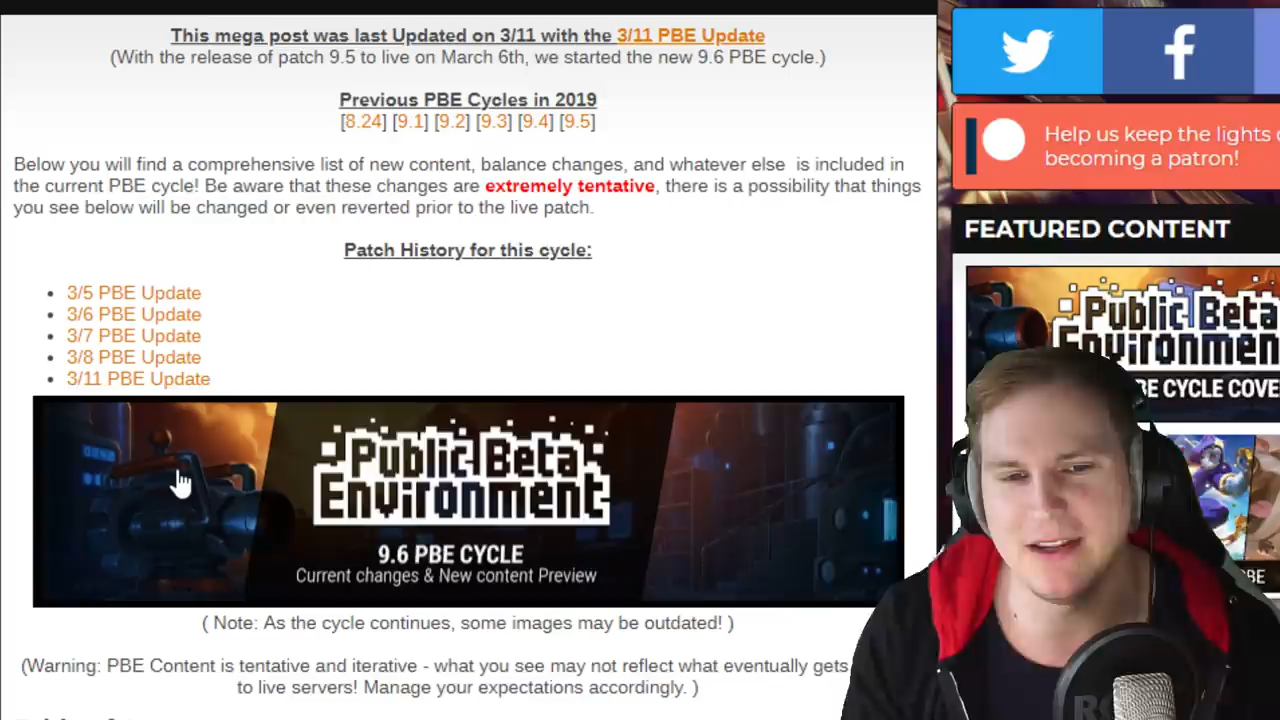 This mega post was last Updated on 3/11 with the 3/11 PBE Update
(With the release of patch 9.5 to live on March 6th, we started the new 9.6 PBE cycle.)
Previous PBE Cycles in 2019
[8.24] [9.1] [9.2] [9.3] [9.4] [9.5]
Below you will find a comprehensive list of new content, balance changes, and whatever else is included in
the current PBE cycle! Be aware that these changes are extremely tentative, there is a possibility that things
you see below will be changed or even reverted prior to the live patch.
Patch History for this cycle:
3/5 PBE Update
3/6 PBE Update
3/7 PBE Update
3/8 PBE Update
3/11 PBE Update
Public Beta
Environment
9.6 PBE CYCLE
Current changes & New content Preview
( Note: As the cycle continues, some images may be outdated! )
(Warning: PBE Content is tentative and iterative - what you see may not reflect what eventually gets
to live servers! Manage your expectations accordingly. )
Help us keep the lights
becoming a patron!
FEATURED CONTENT
Public Beta
Environmen
BE CYCLE COVE
BE